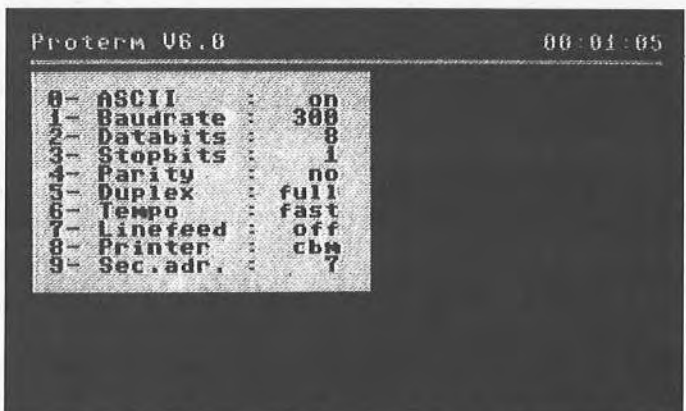 Proterm V6.0 00:01:05
0- ASCII : on
1- Baudrate : 300
2- Databits : 8
3- Stopbits : 1
4- Parity : no
5- Duplex : full
6- Tempo : fast
7- Linefeed : off
8- Printer : cbm
9- Sec.adr. : 7